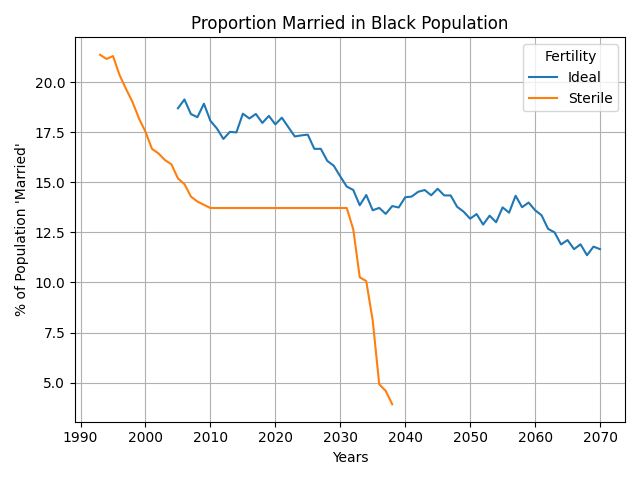 Proportion Married in Black Population
% of Population 'Married'
20.0
17.5
15.0
12.5
10.0
7.5
5.0
Fertility
Ideal
Sterile
1990 2000 2010 2020 2030 2040 2050 2060 2070
Years